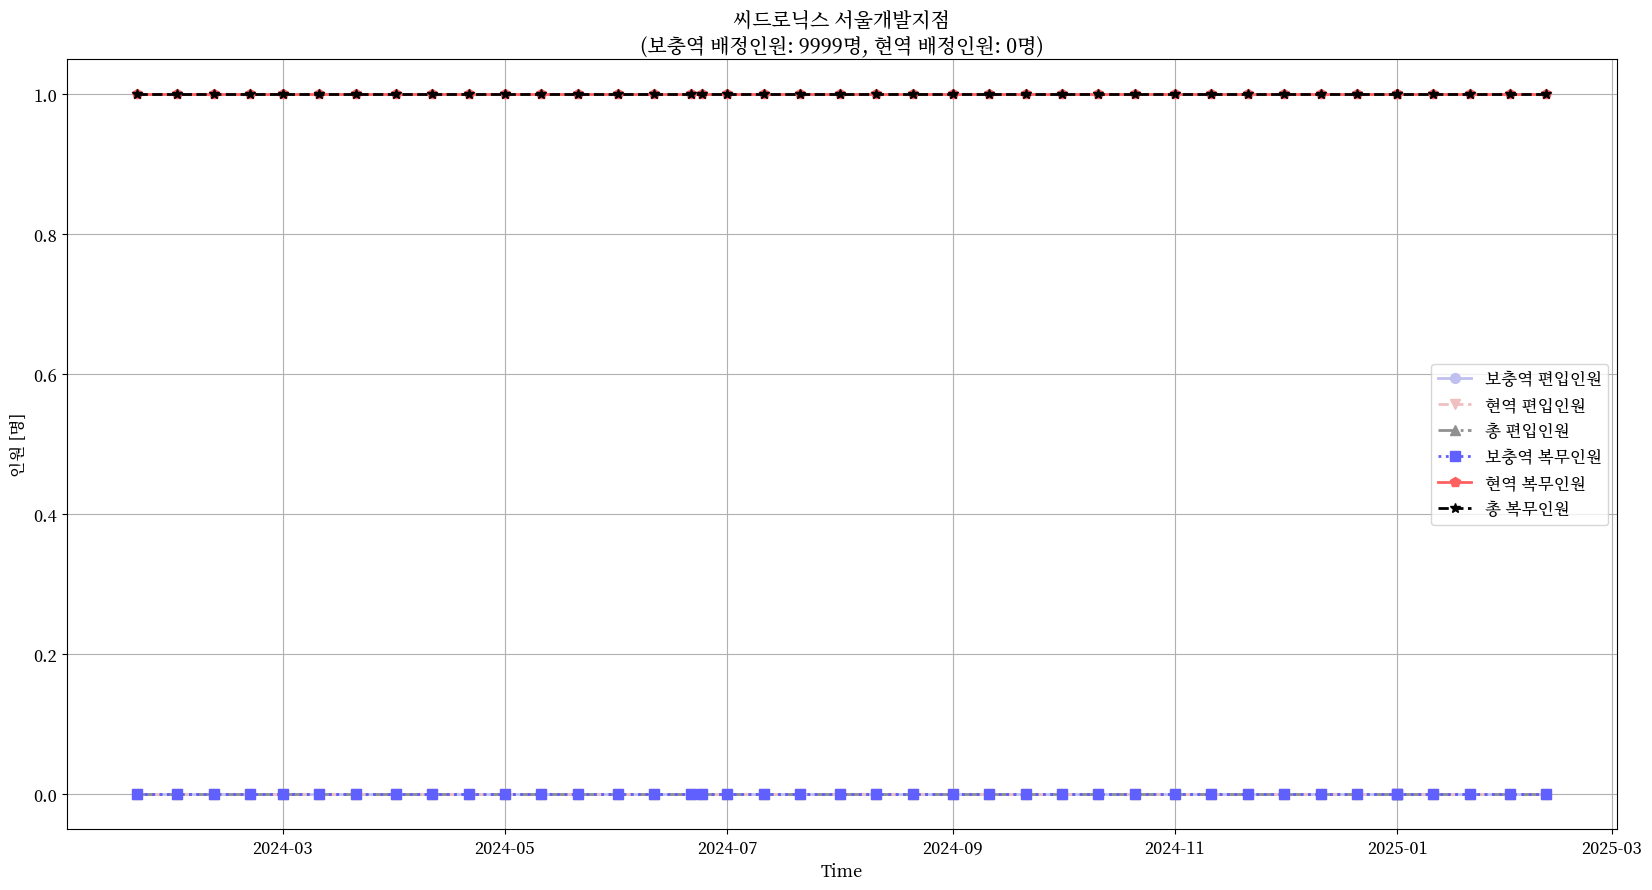 씨드로닉스 서울개발지점
(보충역 배정인원: 9999명, 현역 배정인원: 0명)
인원 [명]
1.0
0.8
0.6
0.4
0.2
0.0
보충역 편입인원
현역 편입인원
총 편입인원
보충역 복무인원
현역 복무인원
총 복무인원
2024-03
2024-05
2024-07
2024-09
2024-11
2025-01
2025-03
Time